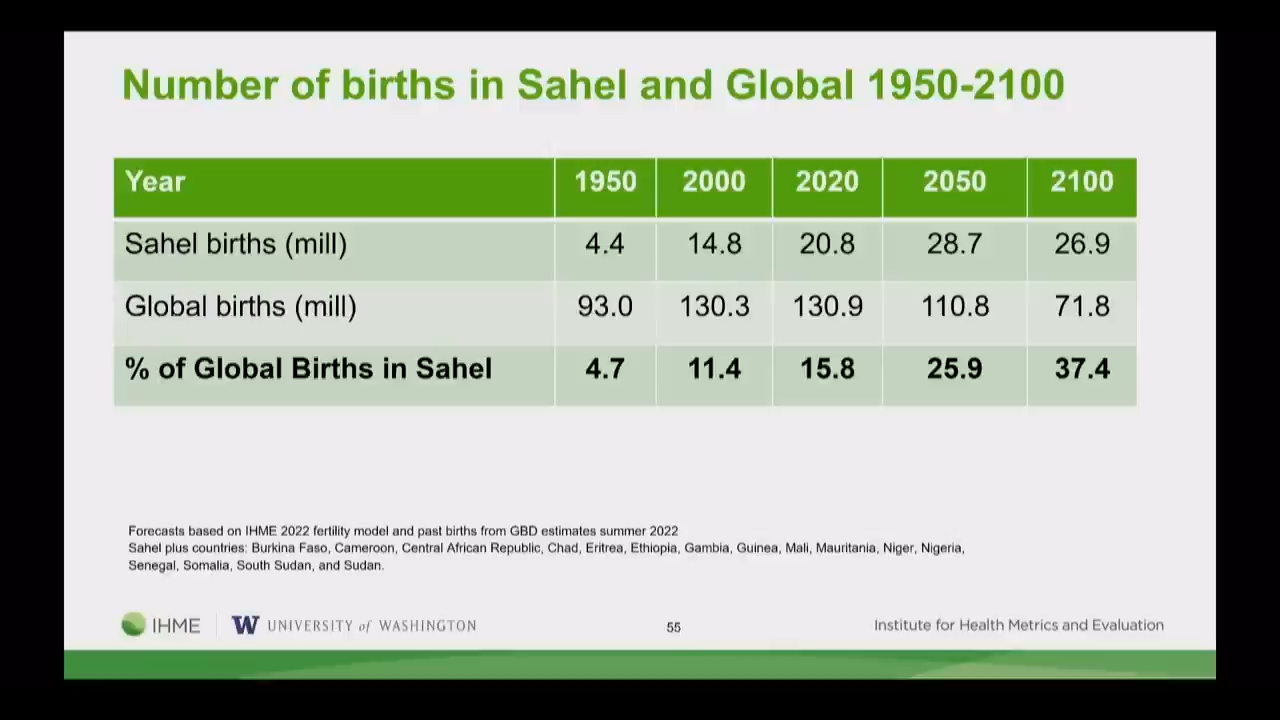 Number of births in Sahel and Global 1950-2100
Year 1950 2000 2020 2050 2100
Sahel births (mill) 4.4 14.8 20.8 28.7 26.9
Global births (mill) 93.0 130.3 130.9 110.8 71.8
% of Global Births in Sahel 4.7 11.4 15.8 25.9 37.4
Forecasts based on IHME 2022 fertility model and past births from GBD estimates summer 2022
Sahel plus countries: Burkina Faso, Cameroon, Central African Republic, Chad, Eritrea, Ethiopia, Gambia, Guinea, Mali, Mauritania, Niger, Nigeria,
Senegal, Somalia, South Sudan, and Sudan.
IHME W UNIVERSITY of WASHINGTON 55 Institute for Health Metrics and Evaluation